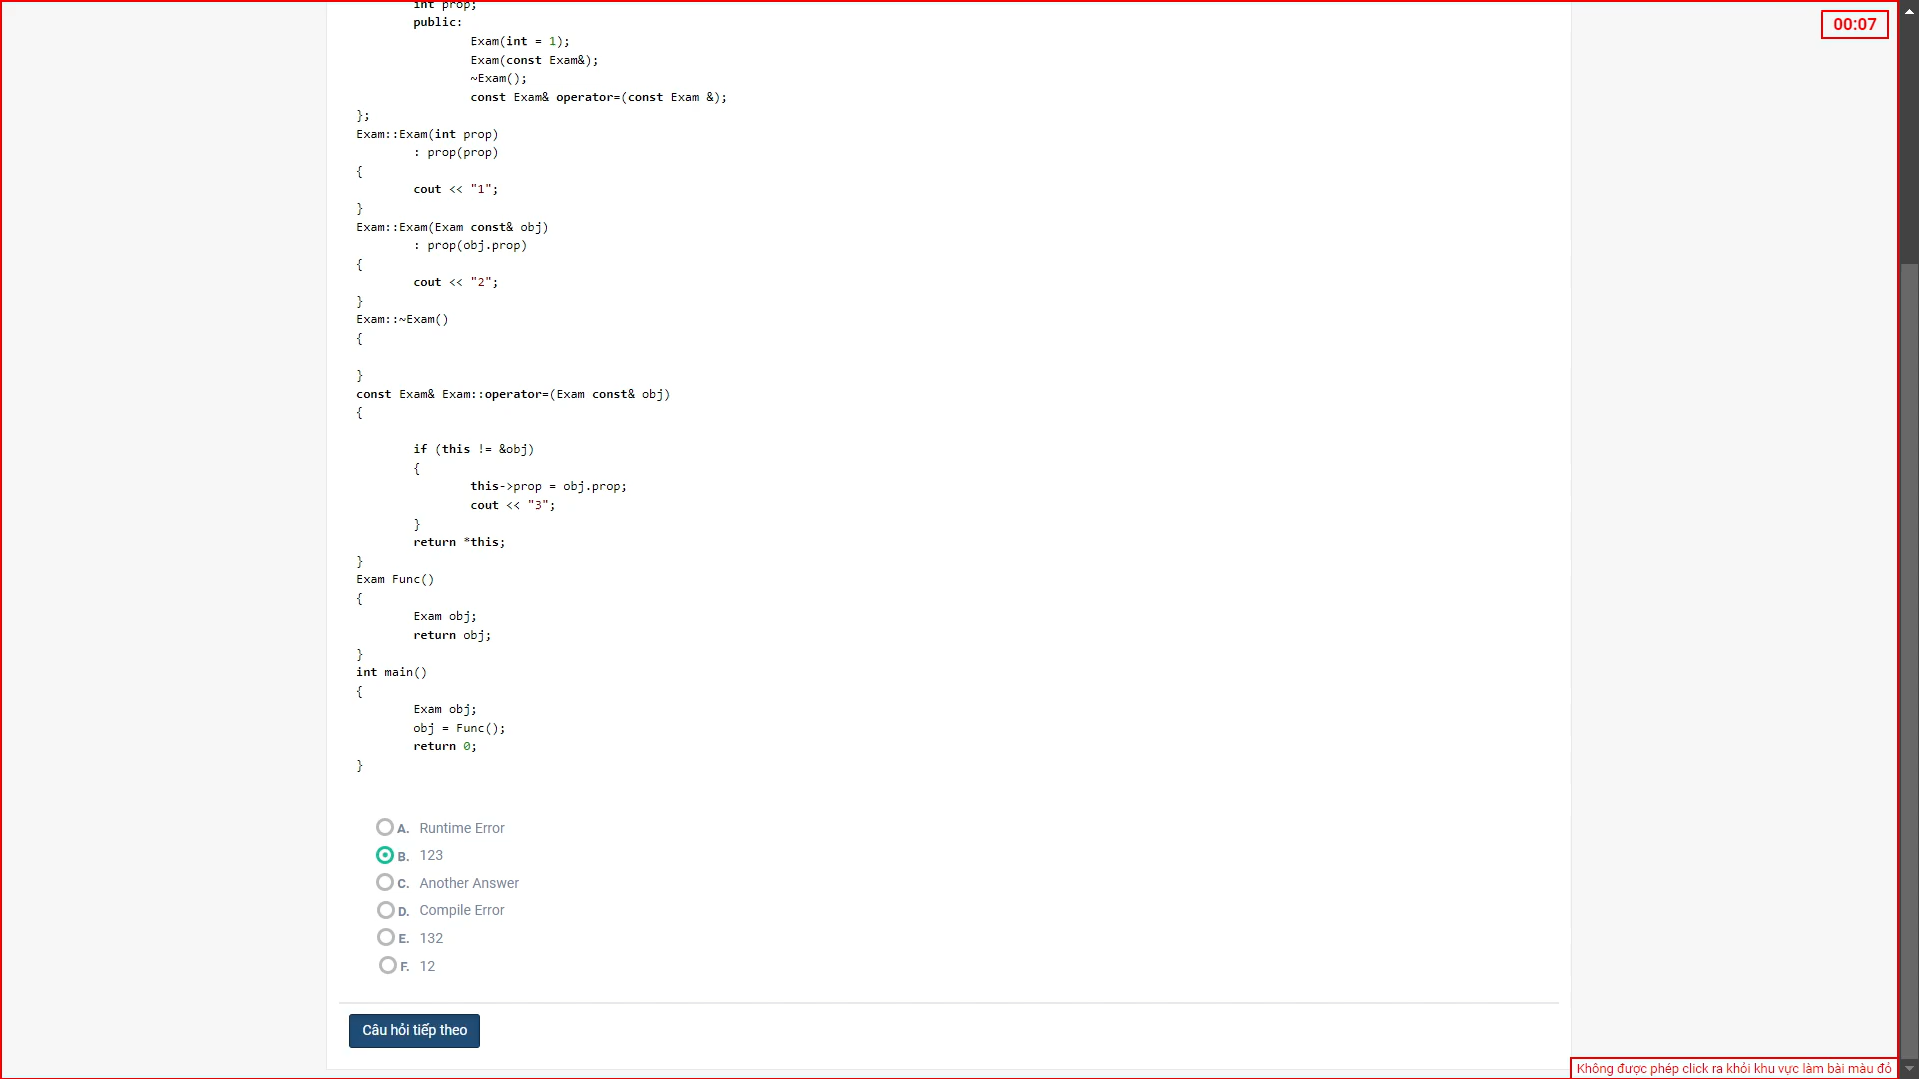 int prop;
00:07
public:
Exam(int = 1);
Exam(const Exam&);
~Exam();
const Exam& operator=(const Exam &);
};
Exam::Exam(int prop)
: prop(prop)
{
cout << "1";
}
Exam::Exam(Exam const& obj)
: prop(obj.prop)
{
cout << "2";
}
Exam::~Exam()
{
}
const Exam& Exam::operator=(Exam const& obj)
{
if (this != &obj)
{
this->prop = obj.prop;
cout << "3";
}
return *this;
}
Exam Func()
{
Exam obj;
return obj;
}
int main()
{
Exam obj;
obj = Func();
return 0;
}
A. Runtime Error
B. 123
C. Another Answer
D. Compile Error
E. 132
F. 12
Câu hỏi tiếp theo
Không được phép click ra khỏi khu vực làm bài màu đỏ